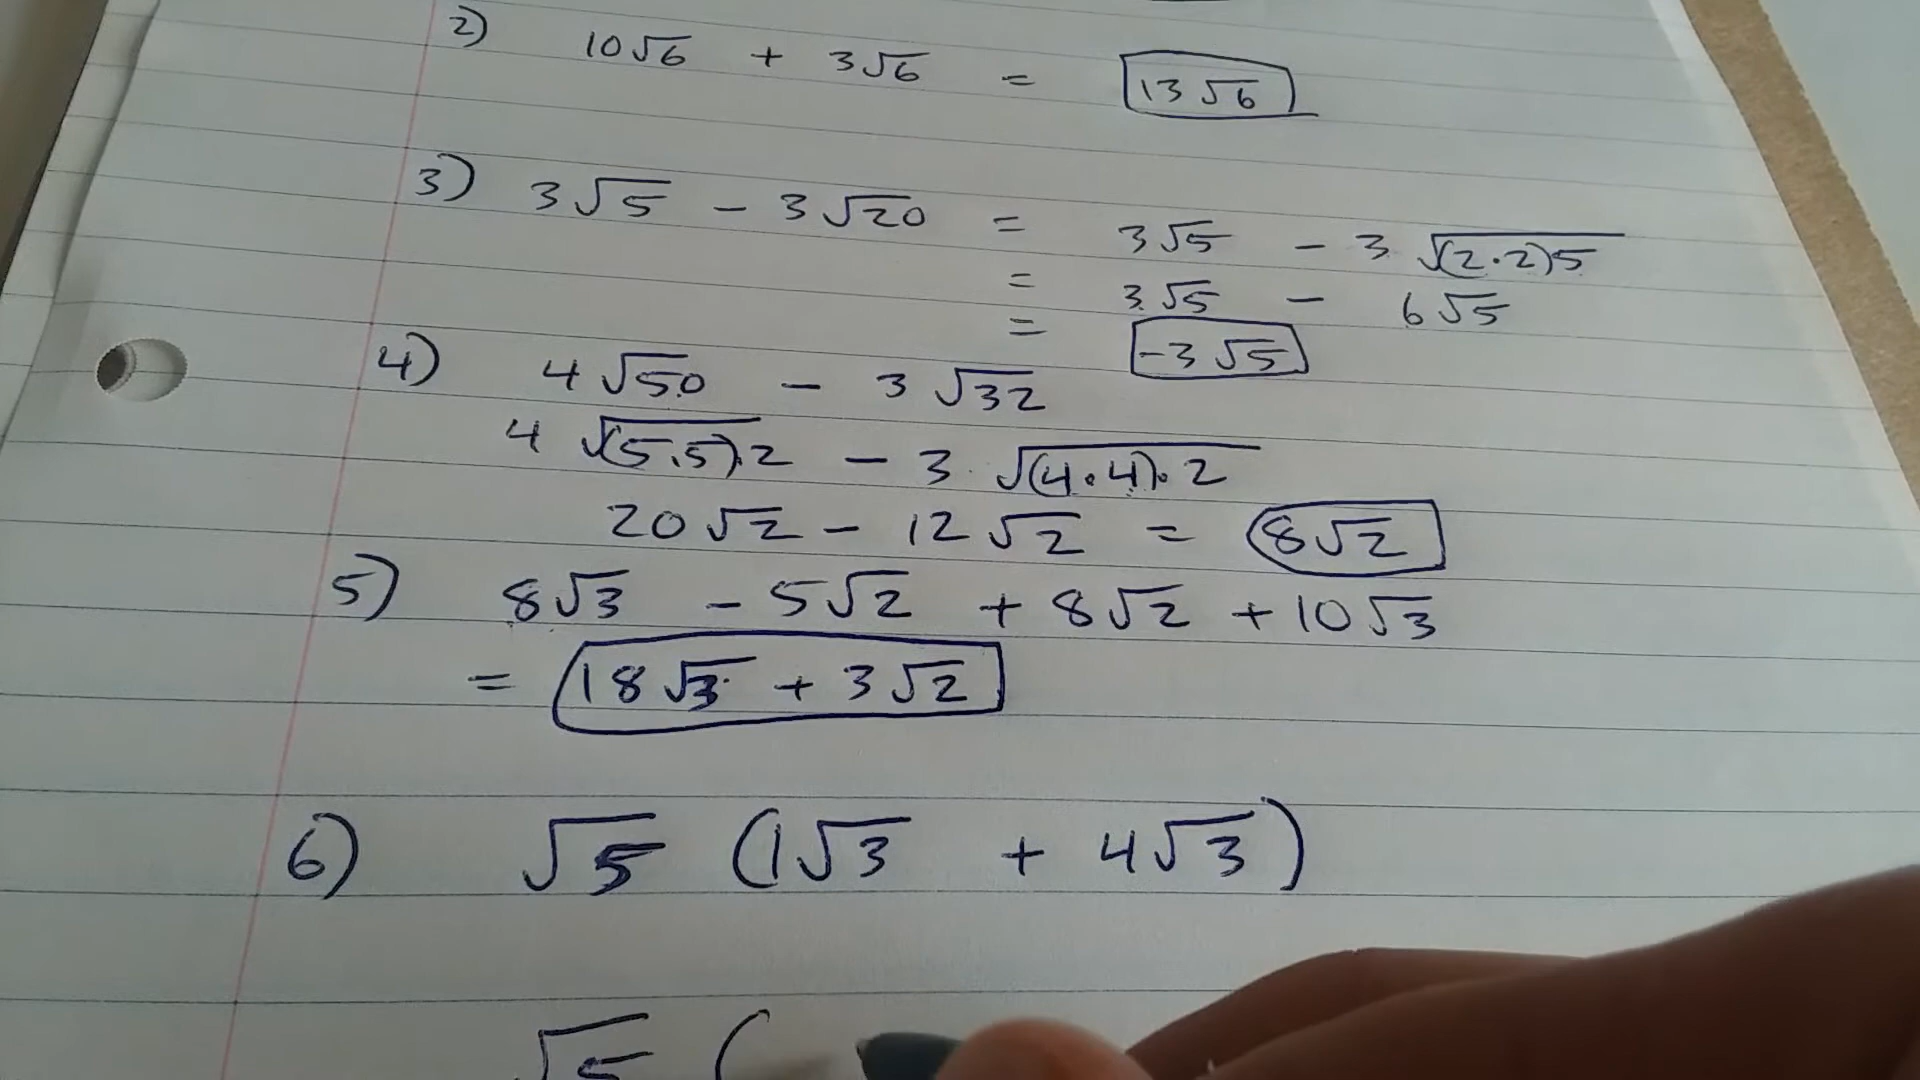 2) 10√6 + 3√6 = 13√6
3) 3√5 - 3√20 = 3√5 - 3√(2·2)5
= 3√5 - 6√5
= -3√5
4) 4√50 - 3√32
4√(5·5)·2 - 3·√(4·4)·2
20√2 - 12√2 = 8√2
5) 8√3 - 5√2 + 8√2 + 10√3
= 18√3 + 3√2
6) √5 (1√3 + 4√3)
√5 (